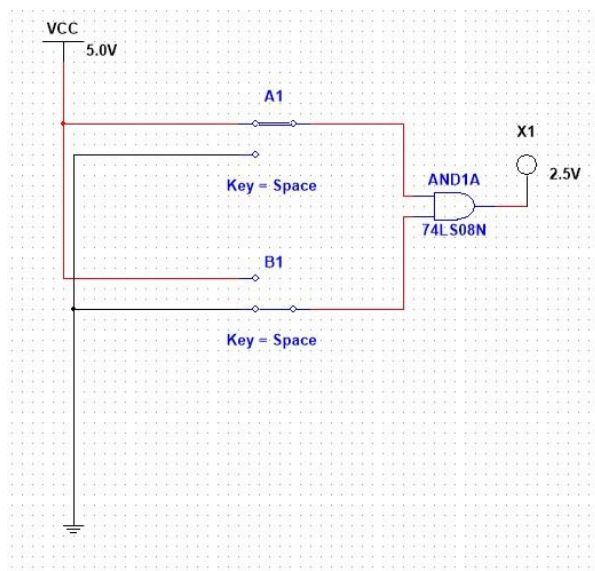 VCC
5.0V
A1
X1
Key = Space
AND1A
2.5V
74LS08N
B1
Key = Space